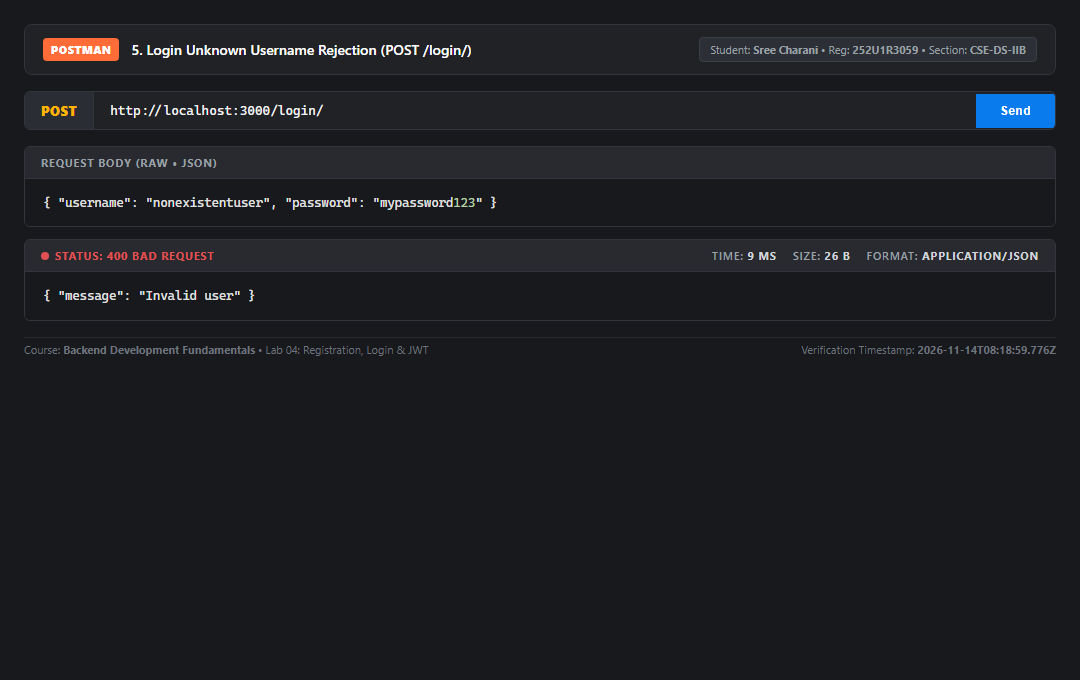 POSTMAN 5. Login Unknown Username Rejection (POST /login/) Student: Sree Charani • Reg: 252U1R3059 • Section: CSE-DS-IIB
POST http://localhost:3000/login/ Send
REQUEST BODY (RAW • JSON)
{ "username": "nonexistentuser", "password": "mypassword123" }
STATUS: 400 BAD REQUEST TIME: 9 MS SIZE: 26 B FORMAT: APPLICATION/JSON
{ "message": "Invalid user" }
Course: Backend Development Fundamentals • Lab 04: Registration, Login & JWT Verification Timestamp: 2026-11-14T08:18:59.776Z